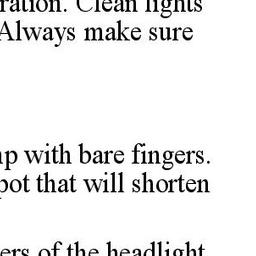 ration. Clean lights
Always make sure
np with bare fingers.
pot that will shorten
ers of the headlight